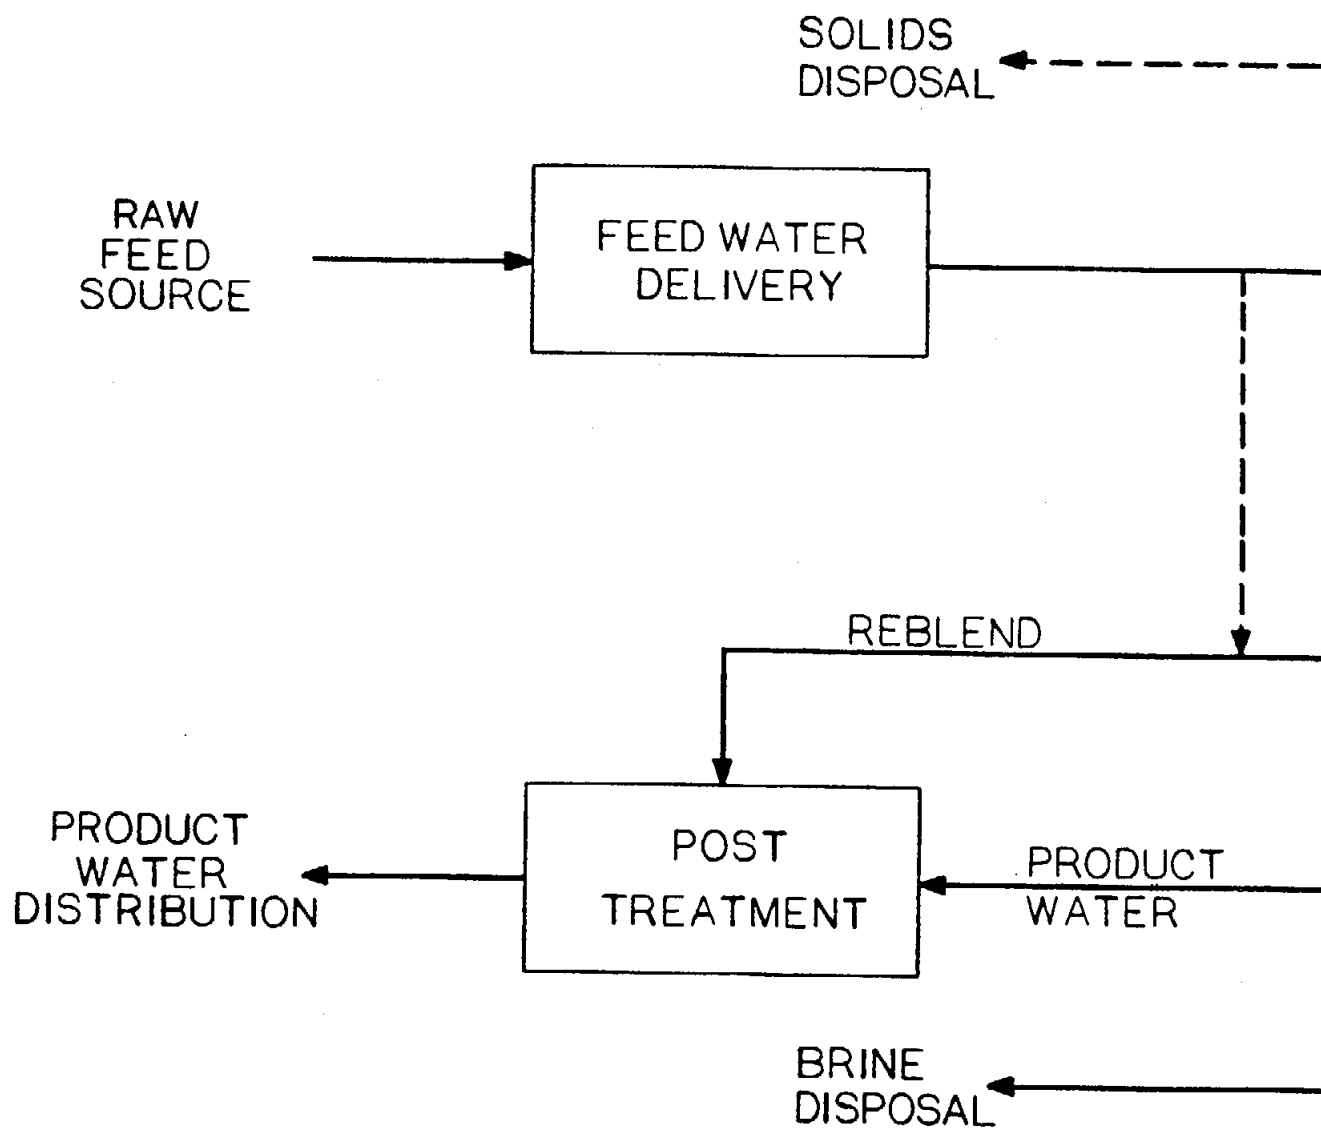 SOLIDS
DISPOSAL
RAW
FEED
SOURCE
FEED WATER
DELIVERY
REBLEND
PRODUCT
WATER
DISTRIBUTION
POST
TREATMENT
PRODUCT
WATER
BRINE
DISPOSAL